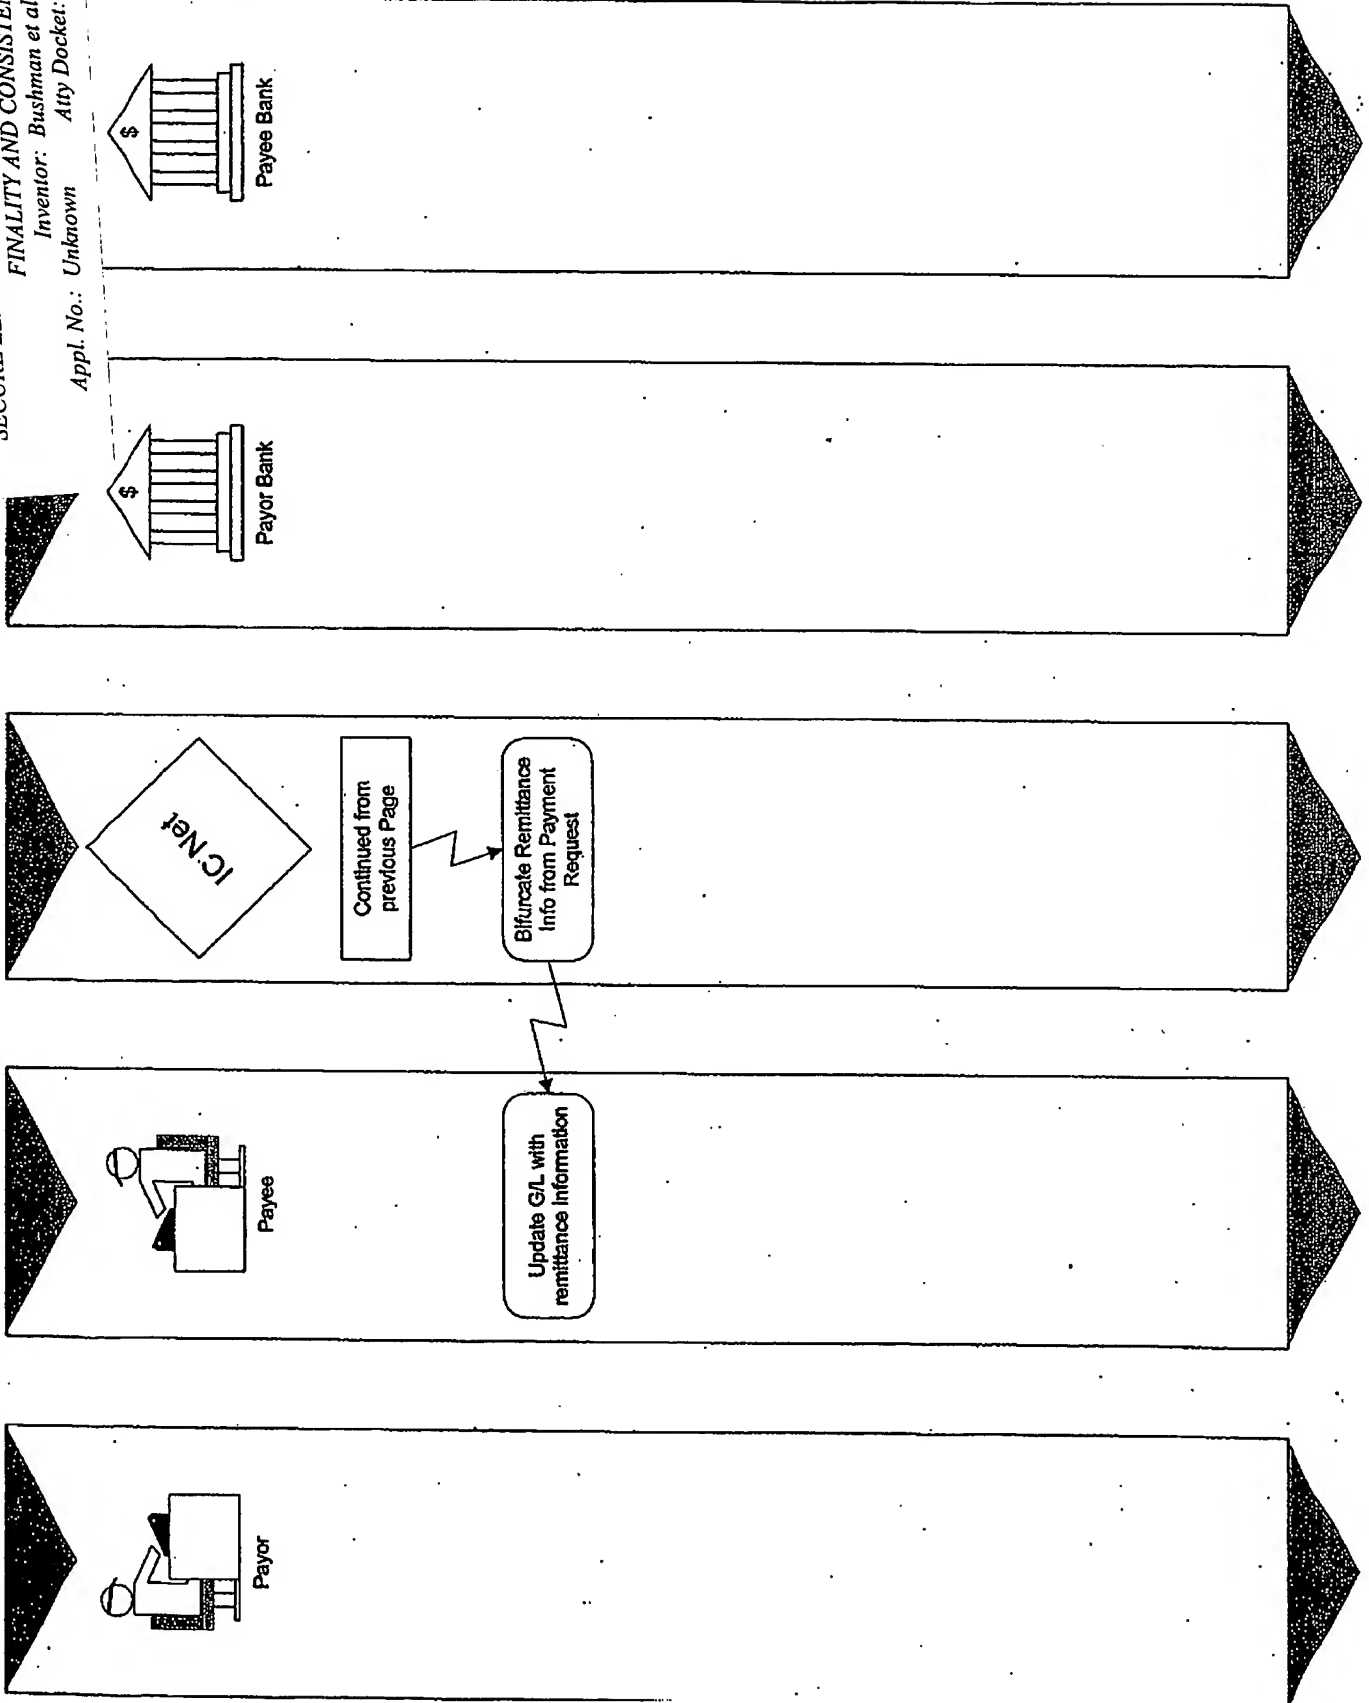 FINALITY AND CONSISTEN
Inventor: Bushman et al
Appl. No.: Unknown Atty Docket:
Payor
Payee
IC:Net
Payor Bank
Payee Bank
Continued from
previous Page
Bifurcate Remittance
Info from Payment
Request
Update G/L with
remittance Information